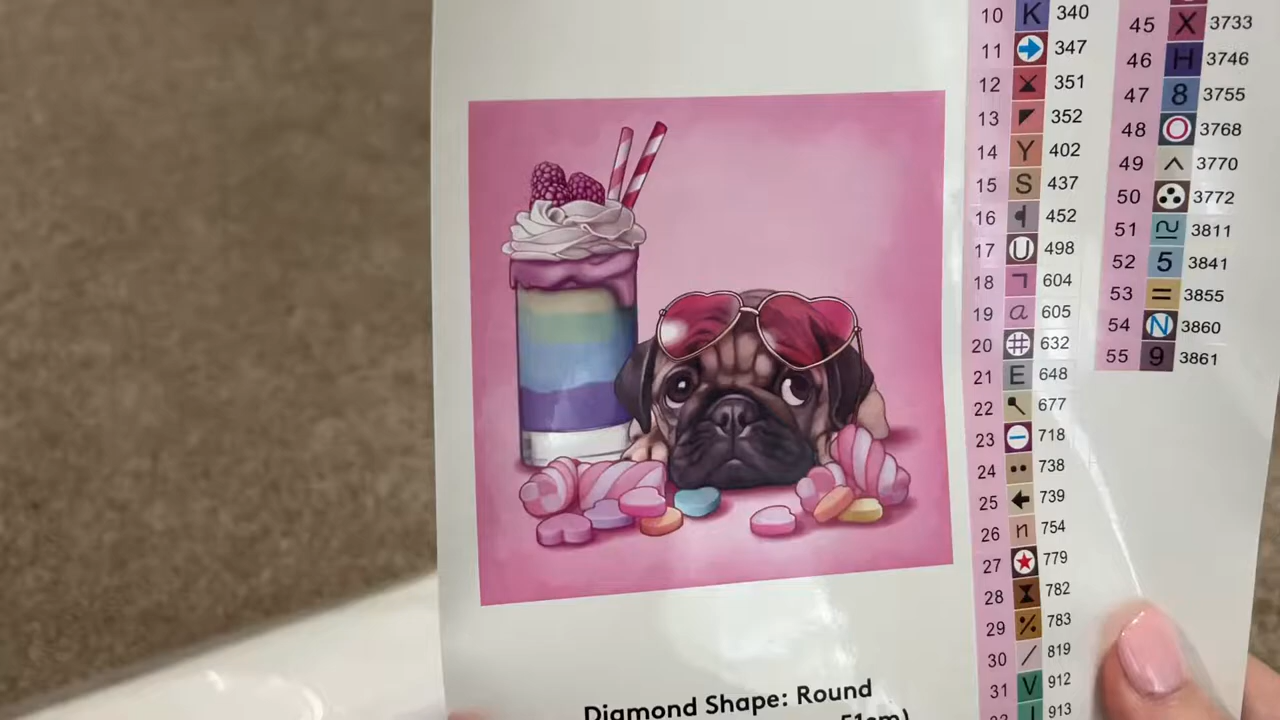 10 K 340
11 347
12 351
13 352
14 Y 402
15 S 437
16 452
17 U 498
18 604
19 a 605
20 # 632
21 E 648
22 677
23 718
24 738
25 739
26 n 754
27 779
28 782
29 % 783
30 / 819
31 V 912
913
45 X 3733
46 H 3746
47 8 3755
48 O 3768
49 ^ 3770
50 3772
51 3811
52 5 3841
53 = 3855
54 N 3860
55 9 3861
Diamond Shape: Round
51cm)